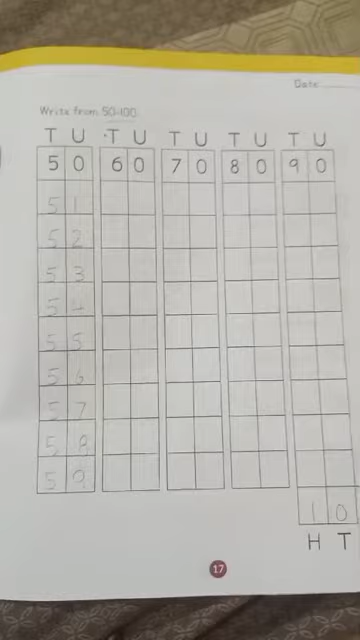 Date
Write from 50-100.
T U T U T U T U T U
5 0 6 0 7 0 8 0 9 0
5 1
5 2
5 3
5 4
5 5
5 6
5 7
5 8
5 9
1 0
H T
17